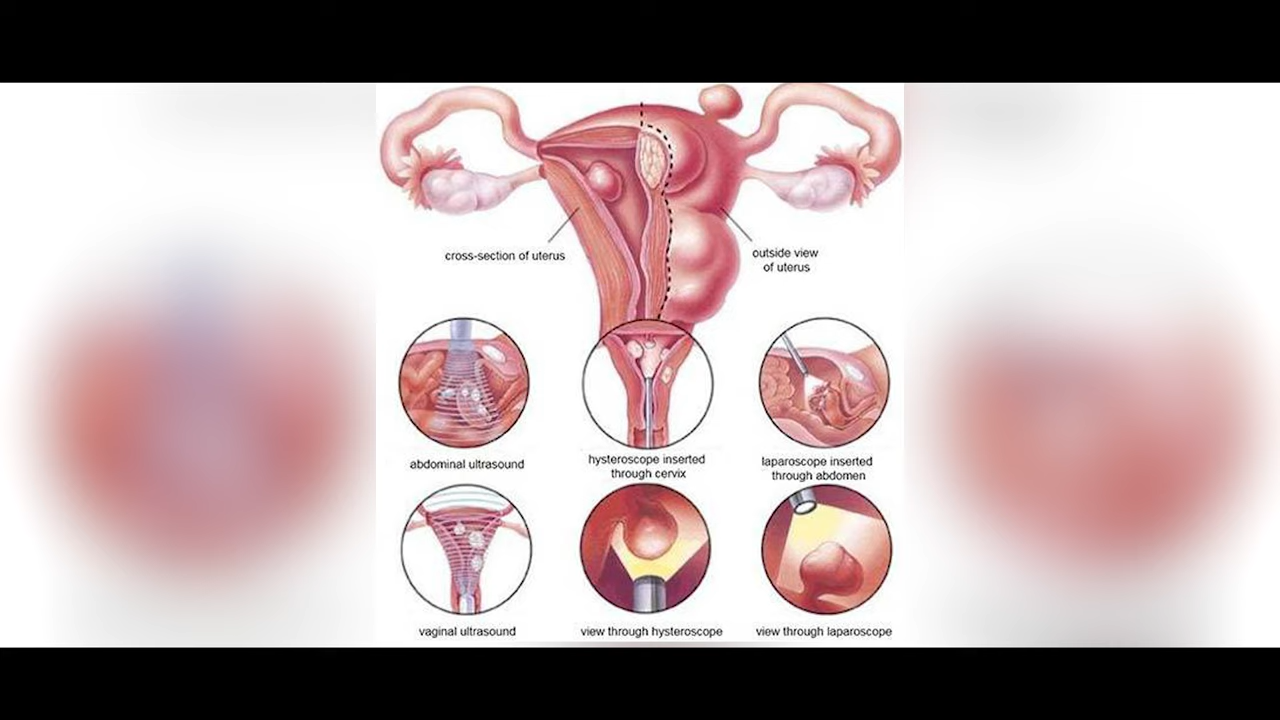 cross-section of uterus
outside view
of uterus
abdominal ultrasound
hysteroscope inserted
through cervix
laparoscope inserted
through abdomen
vaginal ultrasound
view through hysteroscope
view through laparoscope